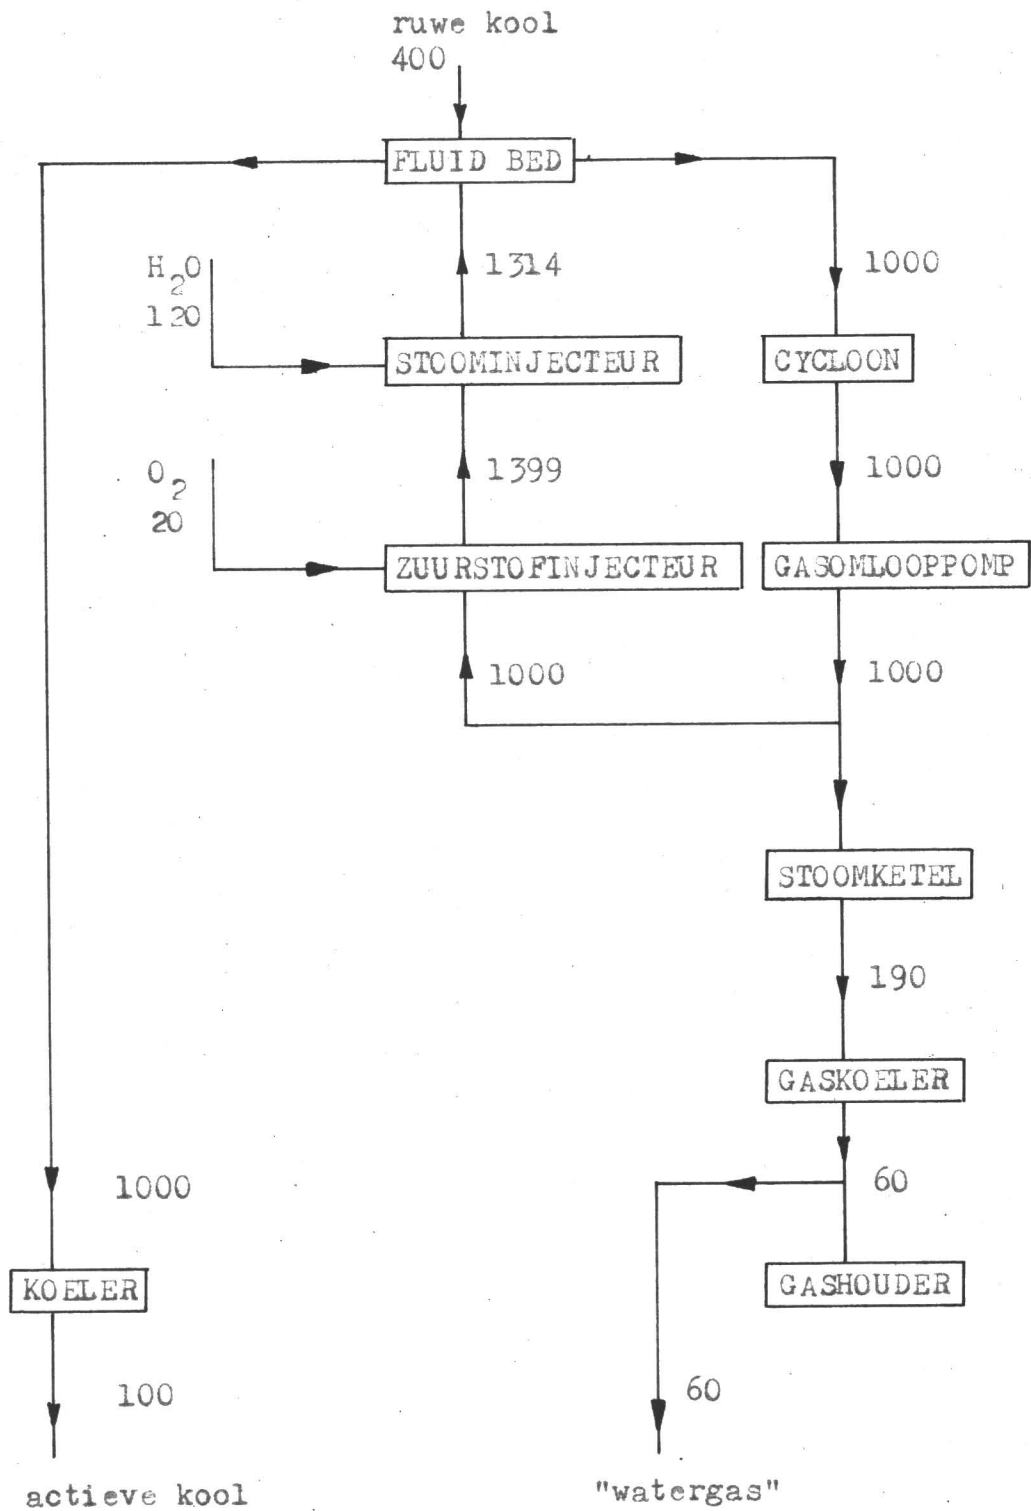 ruwe kool
400
FLUID BED
H₂O
120
1314
1000
STOOMINJECTEUR
CYCLOON
O₂
20
1399
1000
ZUURSTOFINJECTEUR
GASOMLOOPPOMP
1000
1000
STOOMKETEL
190
GASKOELER
1000
60
KOELER
GASHOUDER
100
60
actieve kool
"watergas"